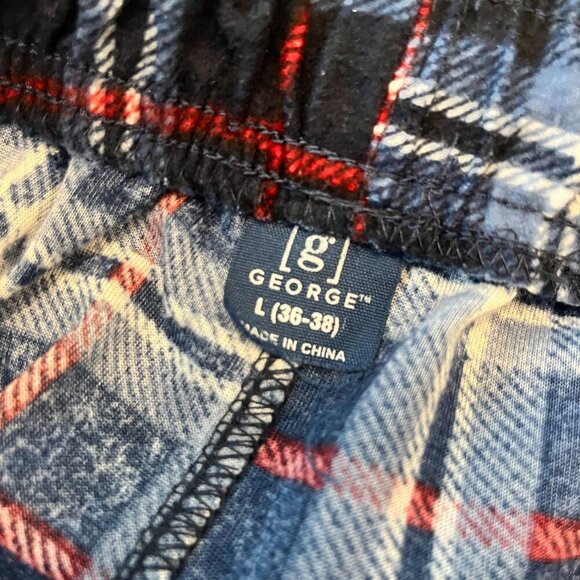 [g]
GEORGE™
L (36-38)
MADE IN CHINA